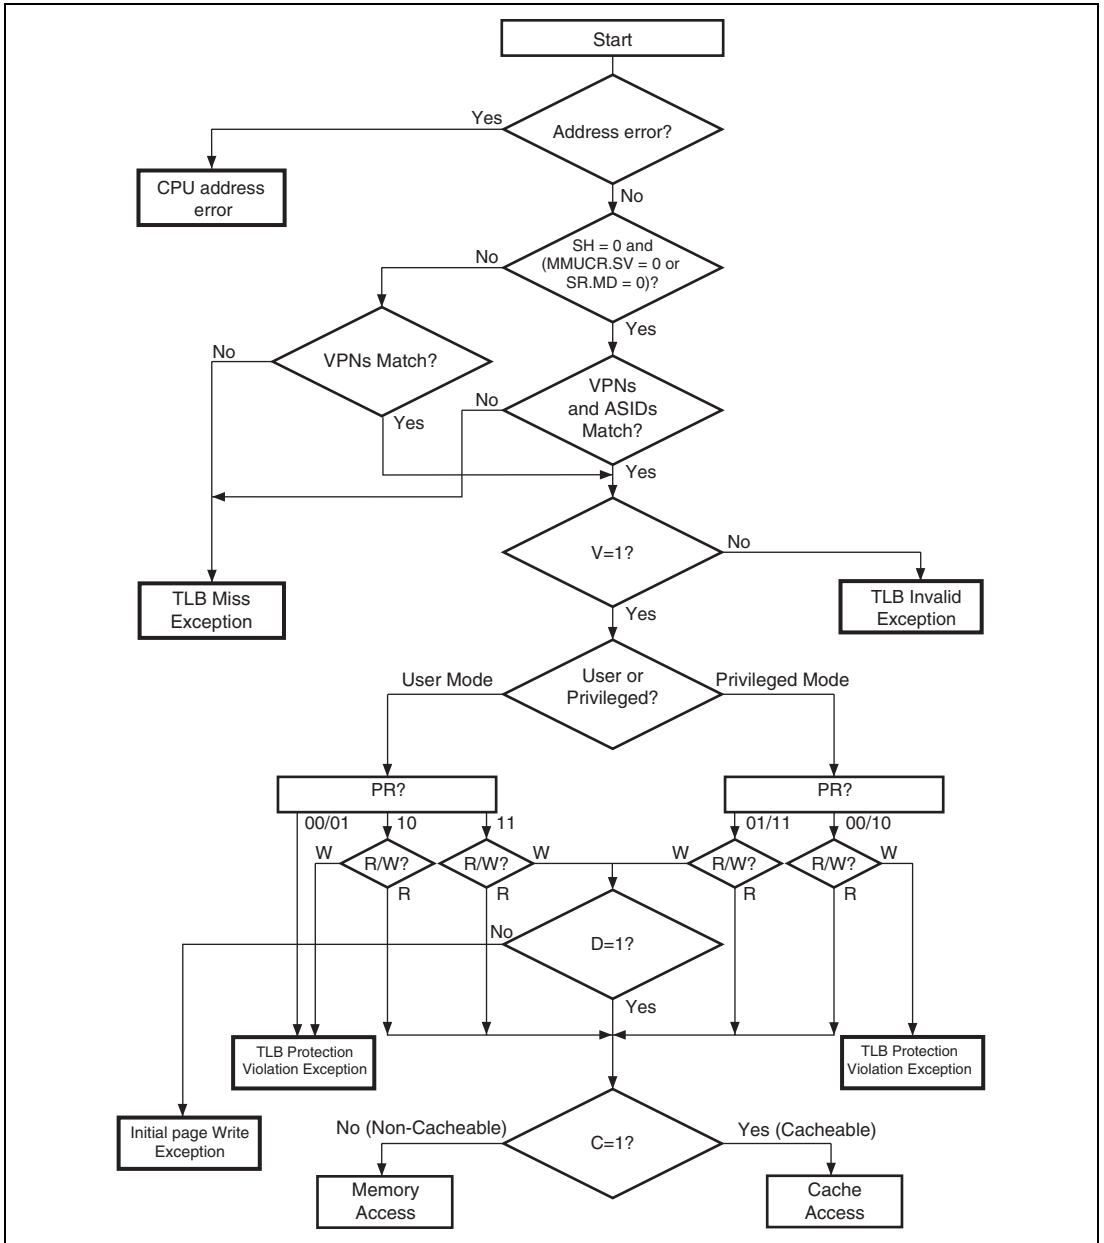 Start
Yes
Address error?
CPU address
error
No
SH = 0 and
(MMUCR.SV = 0 or
SR.MD = 0)?
No
Yes
No
VPNs Match?
Yes
No
VPNs
and ASIDs
Match?
Yes
V=1?
No
TLB Miss
Exception
TLB Invalid
Exception
Yes
User Mode
User or
Privileged?
Privileged Mode
PR?
PR?
00/01
10
11
01/11
00/10
W
R/W?
R/W?
W
W
R/W?
R/W?
W
R
R
R
R
No
D=1?
Yes
TLB Protection
Violation Exception
TLB Protection
Violation Exception
Initial page Write
Exception
No (Non-Cacheable)
C=1?
Yes (Cacheable)
Memory
Access
Cache
Access